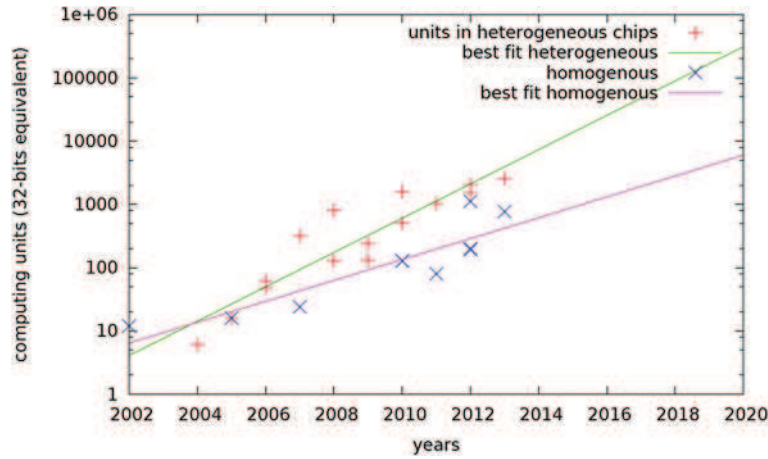 1e+06
100000
10000
1000
100
10
1
computing units (32-bits equivalent)
units in heterogeneous chips
best fit heterogeneous
homogenous
best fit homogenous
2002 2004 2006 2008 2010 2012 2014 2016 2018 2020
years